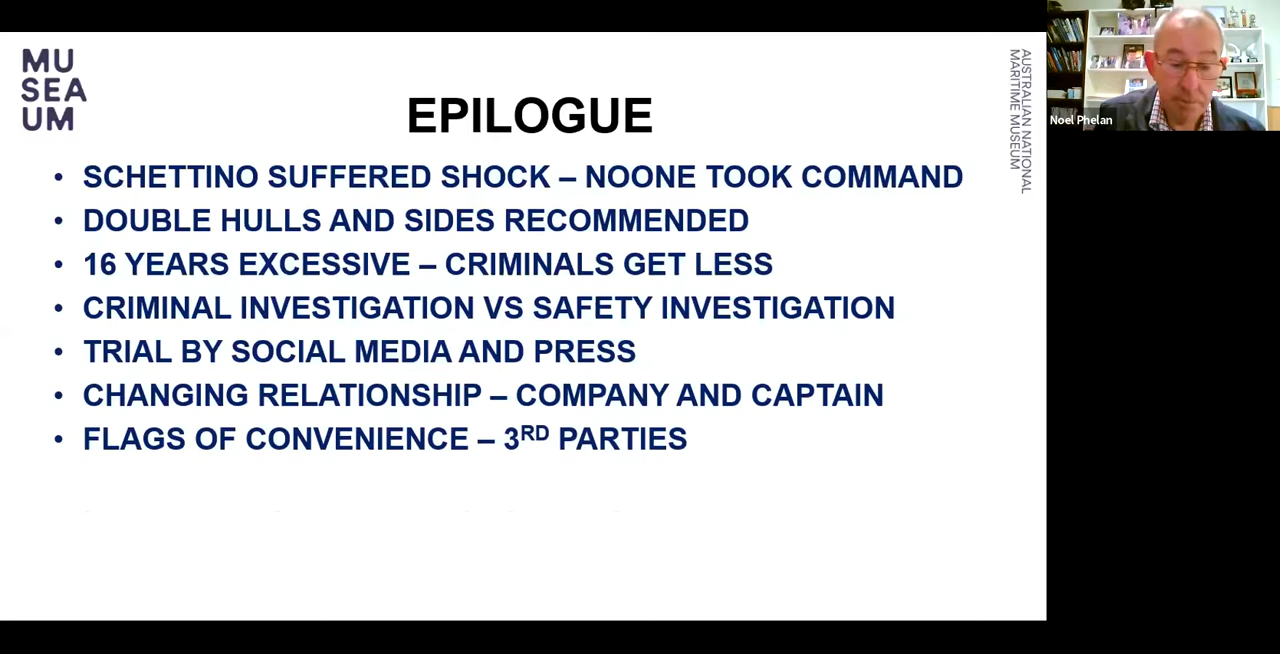 MU
SEA
UM
EPILOGUE
• SCHETTINO SUFFERED SHOCK – NOONE TOOK COMMAND
• DOUBLE HULLS AND SIDES RECOMMENDED
• 16 YEARS EXCESSIVE – CRIMINALS GET LESS
• CRIMINAL INVESTIGATION VS SAFETY INVESTIGATION
• TRIAL BY SOCIAL MEDIA AND PRESS
• CHANGING RELATIONSHIP – COMPANY AND CAPTAIN
• FLAGS OF CONVENIENCE – 3RD PARTIES
AUSTRALIAN NATIONAL
MARITIME MUSEUM
Noel Phelan